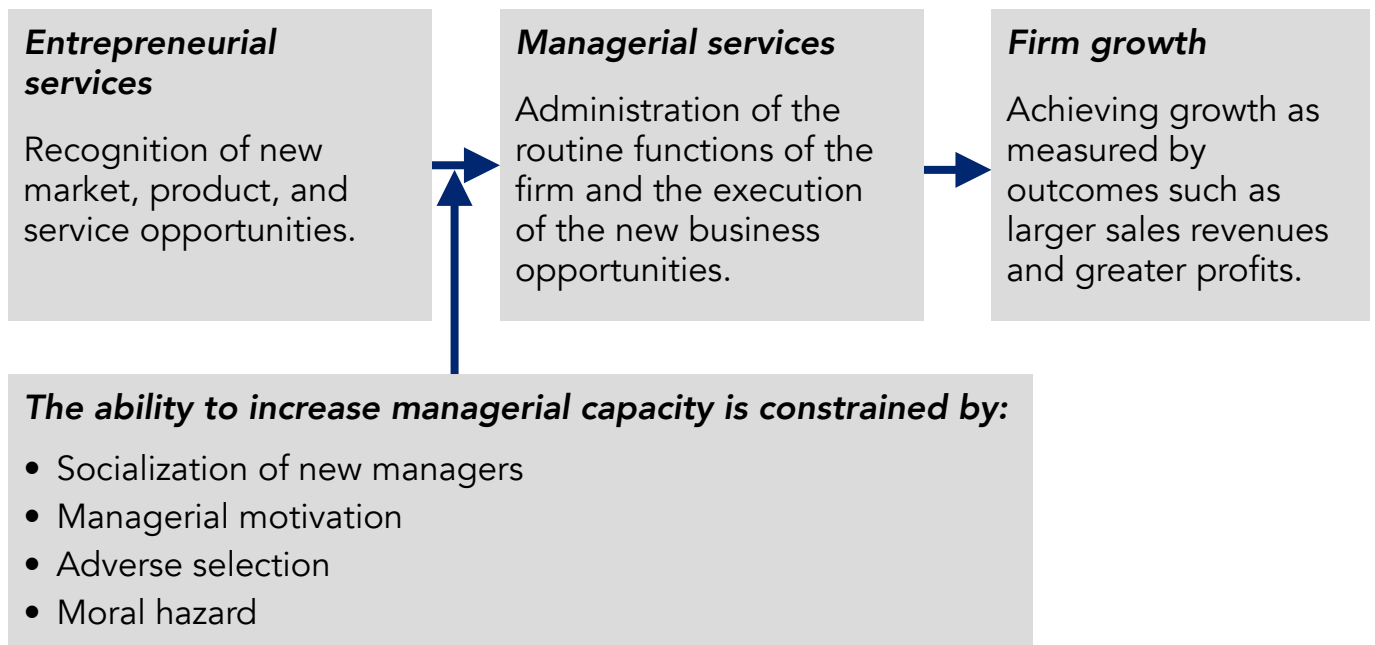 Entrepreneurial
services
Recognition of new
market, product, and
service opportunities.
Managerial services
Administration of the
routine functions of the
firm and the execution
of the new business
opportunities.
Firm growth
Achieving growth as
measured by
outcomes such as
larger sales revenues
and greater profits.
The ability to increase managerial capacity is constrained by:
• Socialization of new managers
• Managerial motivation
• Adverse selection
• Moral hazard